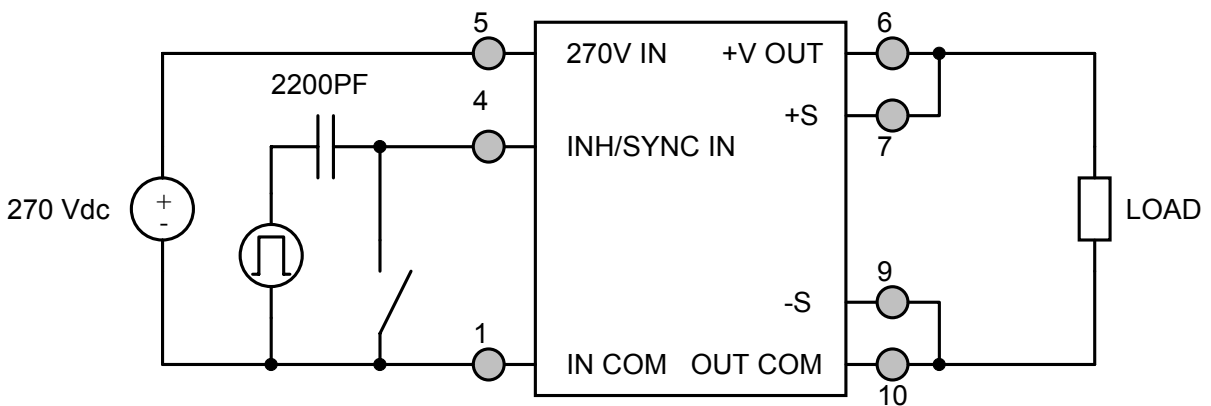 5
6
270V IN
+V OUT
2200PF
4
+S
7
INH/SYNC IN
270 Vdc
+
-
LOAD
9
-S
1
IN COM
OUT COM
10